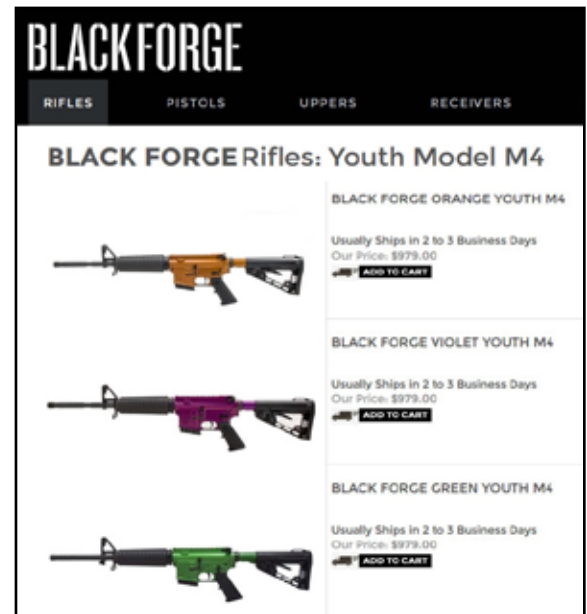 BLACK FORGE
RIFLES PISTOLS UPPERS RECEIVERS
BLACK FORGE Rifles: Youth Model M4
BLACK FORGE ORANGE YOUTH M4
Usually Ships in 2 to 3 Business Days
Our Price: $979.00
ADD TO CART
BLACK FORGE VIOLET YOUTH M4
Usually Ships in 2 to 3 Business Days
Our Price: $979.00
ADD TO CART
BLACK FORGE GREEN YOUTH M4
Usually Ships in 2 to 3 Business Days
Our Price: $979.00
ADD TO CART